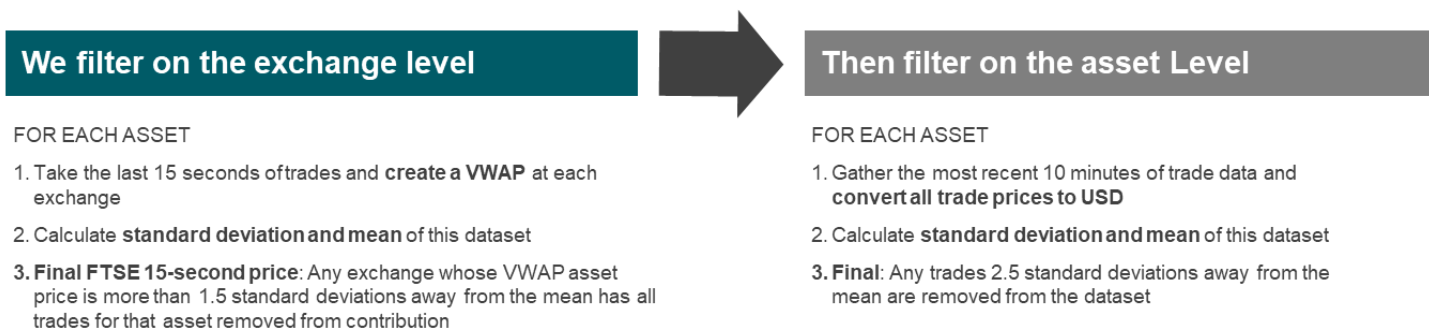 We filter on the exchange level
FOR EACH ASSET
1. Take the last 15 seconds of trades and create a VWAP at each
exchange
2. Calculate standard deviation and mean of this dataset
3. Final FTSE 15-second price: Any exchange whose VWAP asset
price is more than 1.5 standard deviations away from the mean has all
trades for that asset removed from contribution
Then filter on the asset Level
FOR EACH ASSET
1. Gather the most recent 10 minutes of trade data and
convert all trade prices to USD
2. Calculate standard deviation and mean of this dataset
3. Final: Any trades 2.5 standard deviations away from the
mean are removed from the dataset